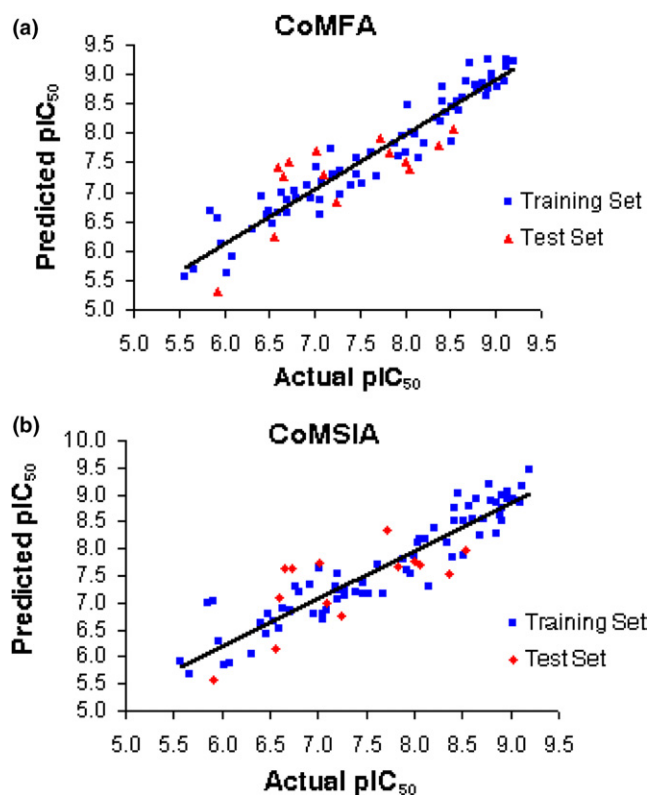 (a)
CoMFA
9.5
9.0
8.5
8.0
7.5
7.0
6.5
6.0
5.5
5.0
Predicted pIC50
Training Set
Test Set
5.0 5.5 6.0 6.5 7.0 7.5 8.0 8.5 9.0 9.5
Actual pIC50
(b)
CoMSIA
10.0
9.5
9.0
8.5
8.0
7.5
7.0
6.5
6.0
5.5
5.0
Predicted pIC50
Training Set
Test Set
5.0 5.5 6.0 6.5 7.0 7.5 8.0 8.5 9.0 9.5
Actual pIC50